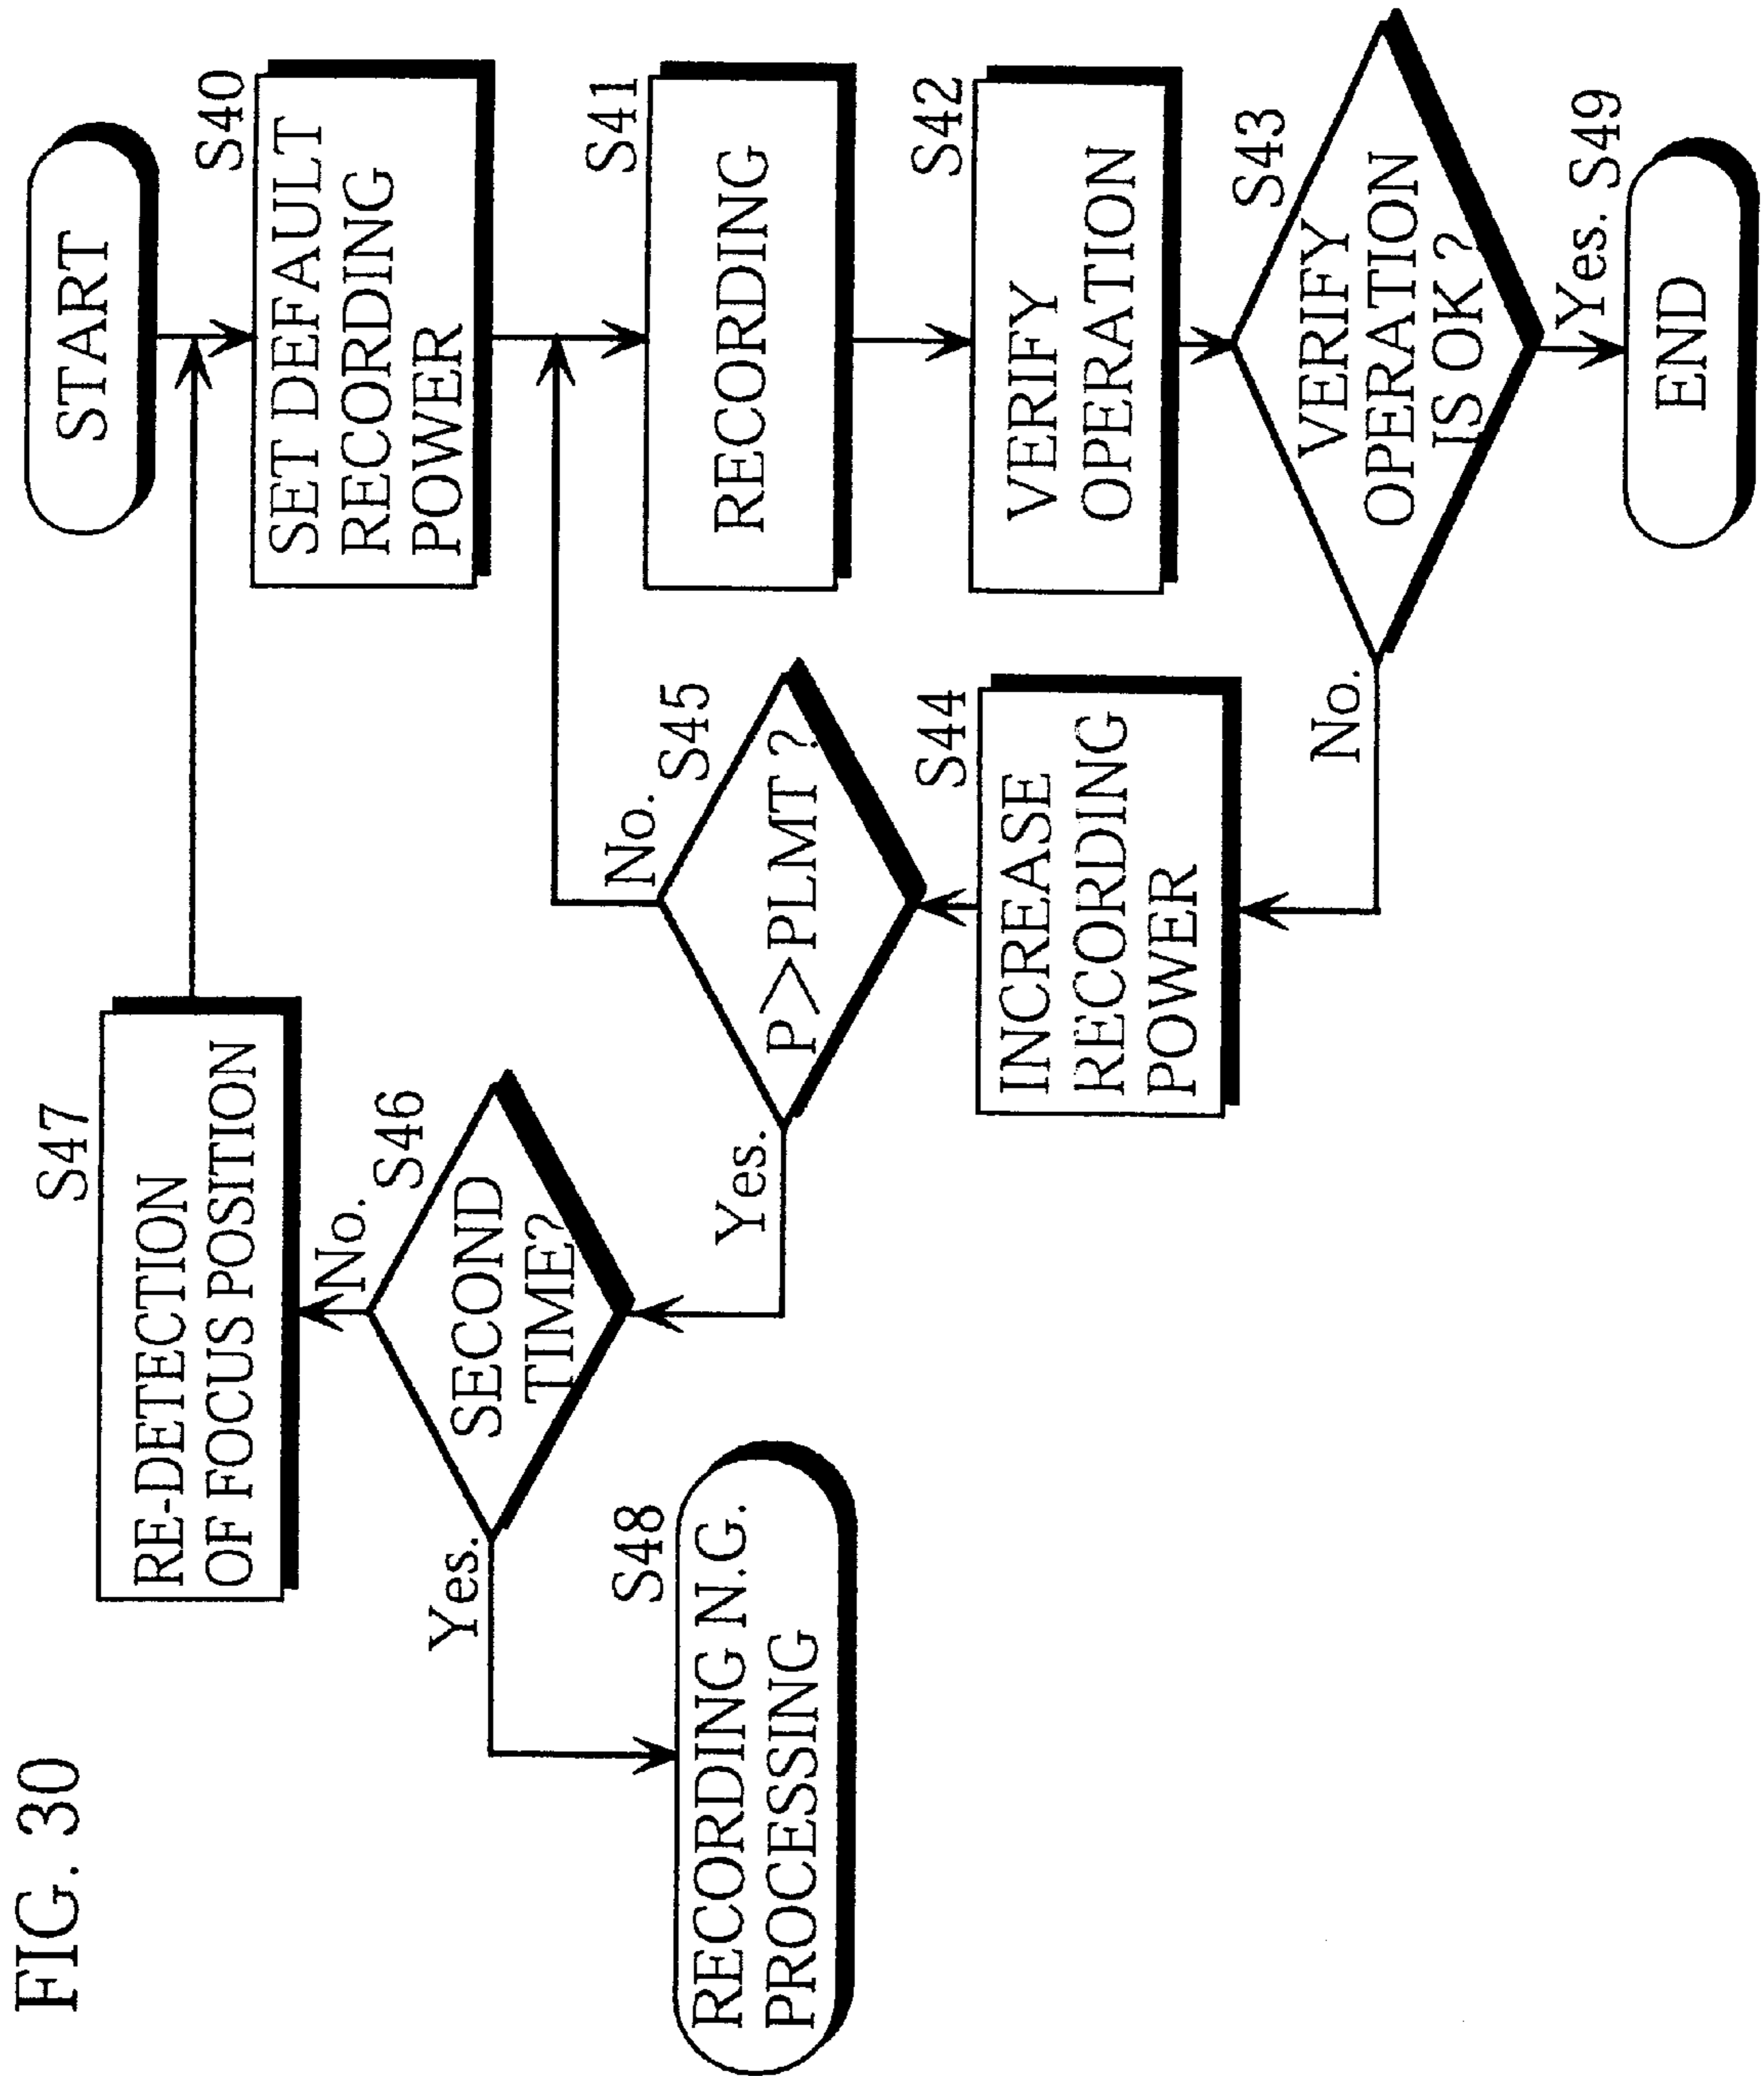 FIG. 30
START
S40
SET DEFAULT
RECORDING
POWER
S41
RECORDING
S42
VERIFY
OPERATION
S43
VERIFY
OPERATION
IS OK?
Yes.
S49
END
No.
S44
INCREASE
RECORDING
POWER
S45
P>PLMT?
No.
Yes.
S46
SECOND
TIME?
No.
S47
RE-DETECTION
OF FOCUS POSITION
Yes.
S48
RECORDING N.G.
PROCESSING